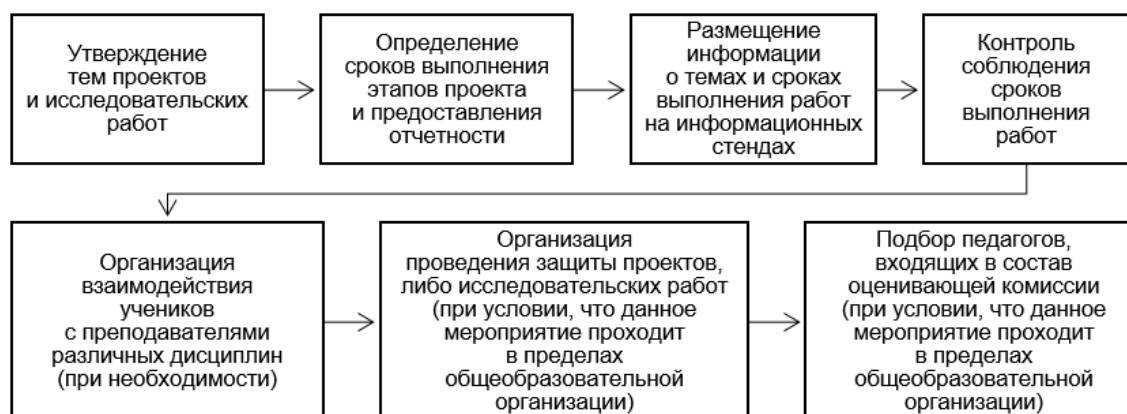 Утверждение
тем проектов
и исследовательских
работ
Определение
сроков выполнения
этапов проекта
и предоставления
отчетности
Размещение
информации
о темах и сроках
выполнения работ
на информационных
стендах
Контроль
соблюдения
сроков
выполнения
работ
Организация
взаимодействия
учеников
с преподавателями
различных дисциплин
(при необходимости)
Организация
проведения защиты проектов,
либо исследовательских работ
(при условии, что данное
мероприятие проходит
в пределах
общеобразовательной
организации)
Подбор педагогов,
входящих в состав
оценивающей комиссии
(при условии, что данное
мероприятие проходит
в пределах
общеобразовательной
организации)